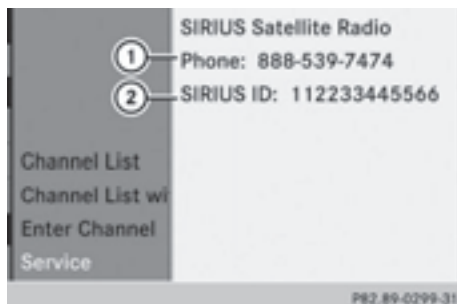 SIRIUS Satellite Radio
1 Phone: 888-539-7474
2 SIRIUS ID: 112233445566
Channel List
Channel List wi
Enter Channel
Service
P82.89-0299-31